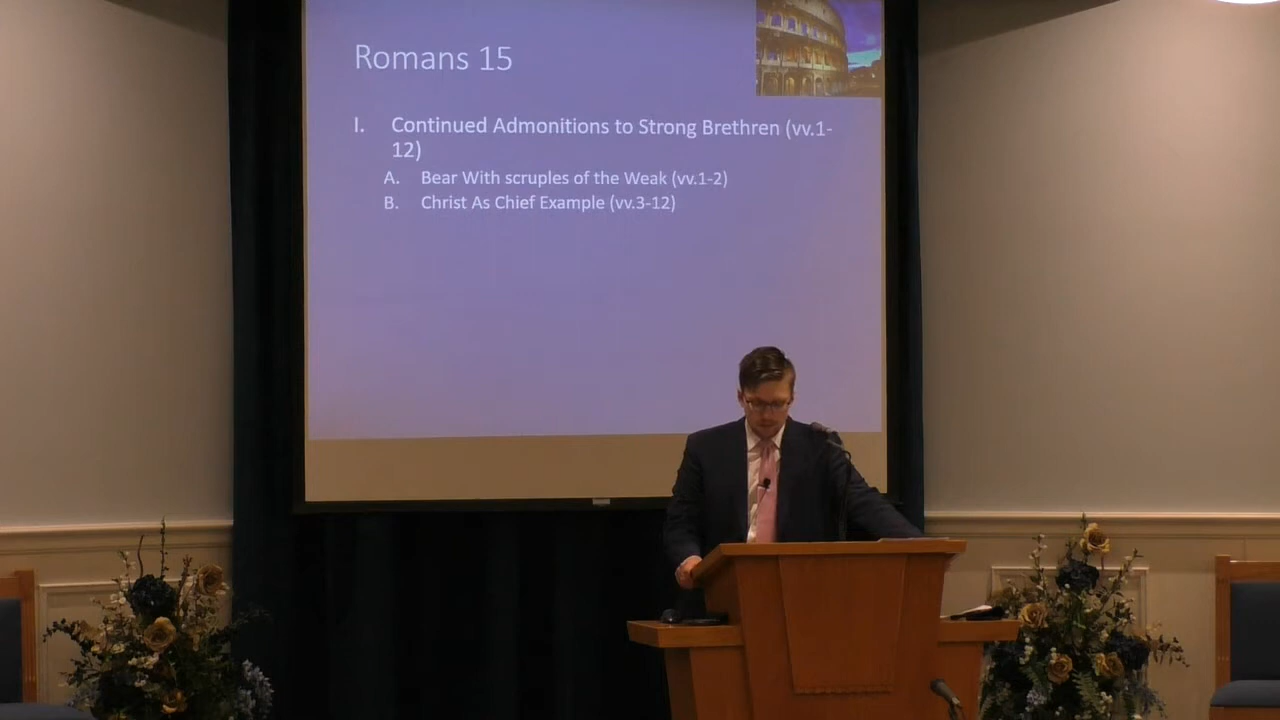 Romans 15
I. Continued Admonitions to Strong Brethren (vv.1-
12)
A. Bear With scruples of the Weak (vv.1-2)
B. Christ As Chief Example (vv.3-12)